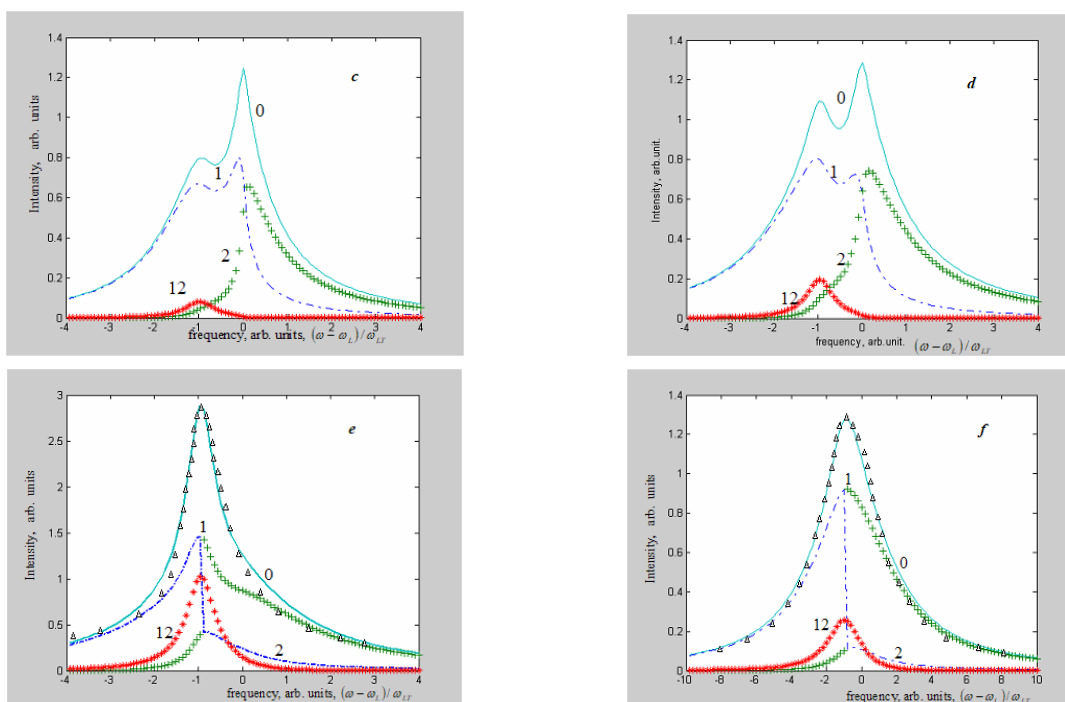 1.4
1.2
1
0.8
0.6
0.4
0.2
0
Intensity, arb. units
c
0
1
2
12
-4 -3 -2 -1 0 1 2 3 4
frequency, arb. units, (ω − ω_L)/ω_LT
1.4
1.2
1
0.8
0.6
0.4
0.2
0
Intensity, arb.unit.
d
0
1
2
12
-4 -3 -2 -1 0 1 2 3 4
frequency, arb.unit. (ω − ω_L)/ω_LT
3
2.5
2
1.5
1
0.5
0
Intensity, arb. units
e
1
0
12
2
-4 -3 -2 -1 0 1 2 3 4
frequency, arb. units, (ω − ω_L)/ω_LT
1.4
1.2
1
0.8
0.6
0.4
0.2
0
Intensity, arb. units
f
1
0
12
2
-10 -8 -6 -4 -2 0 2 4 6 8 10
frequency, arb. units, (ω − ω_L)/ω_LT